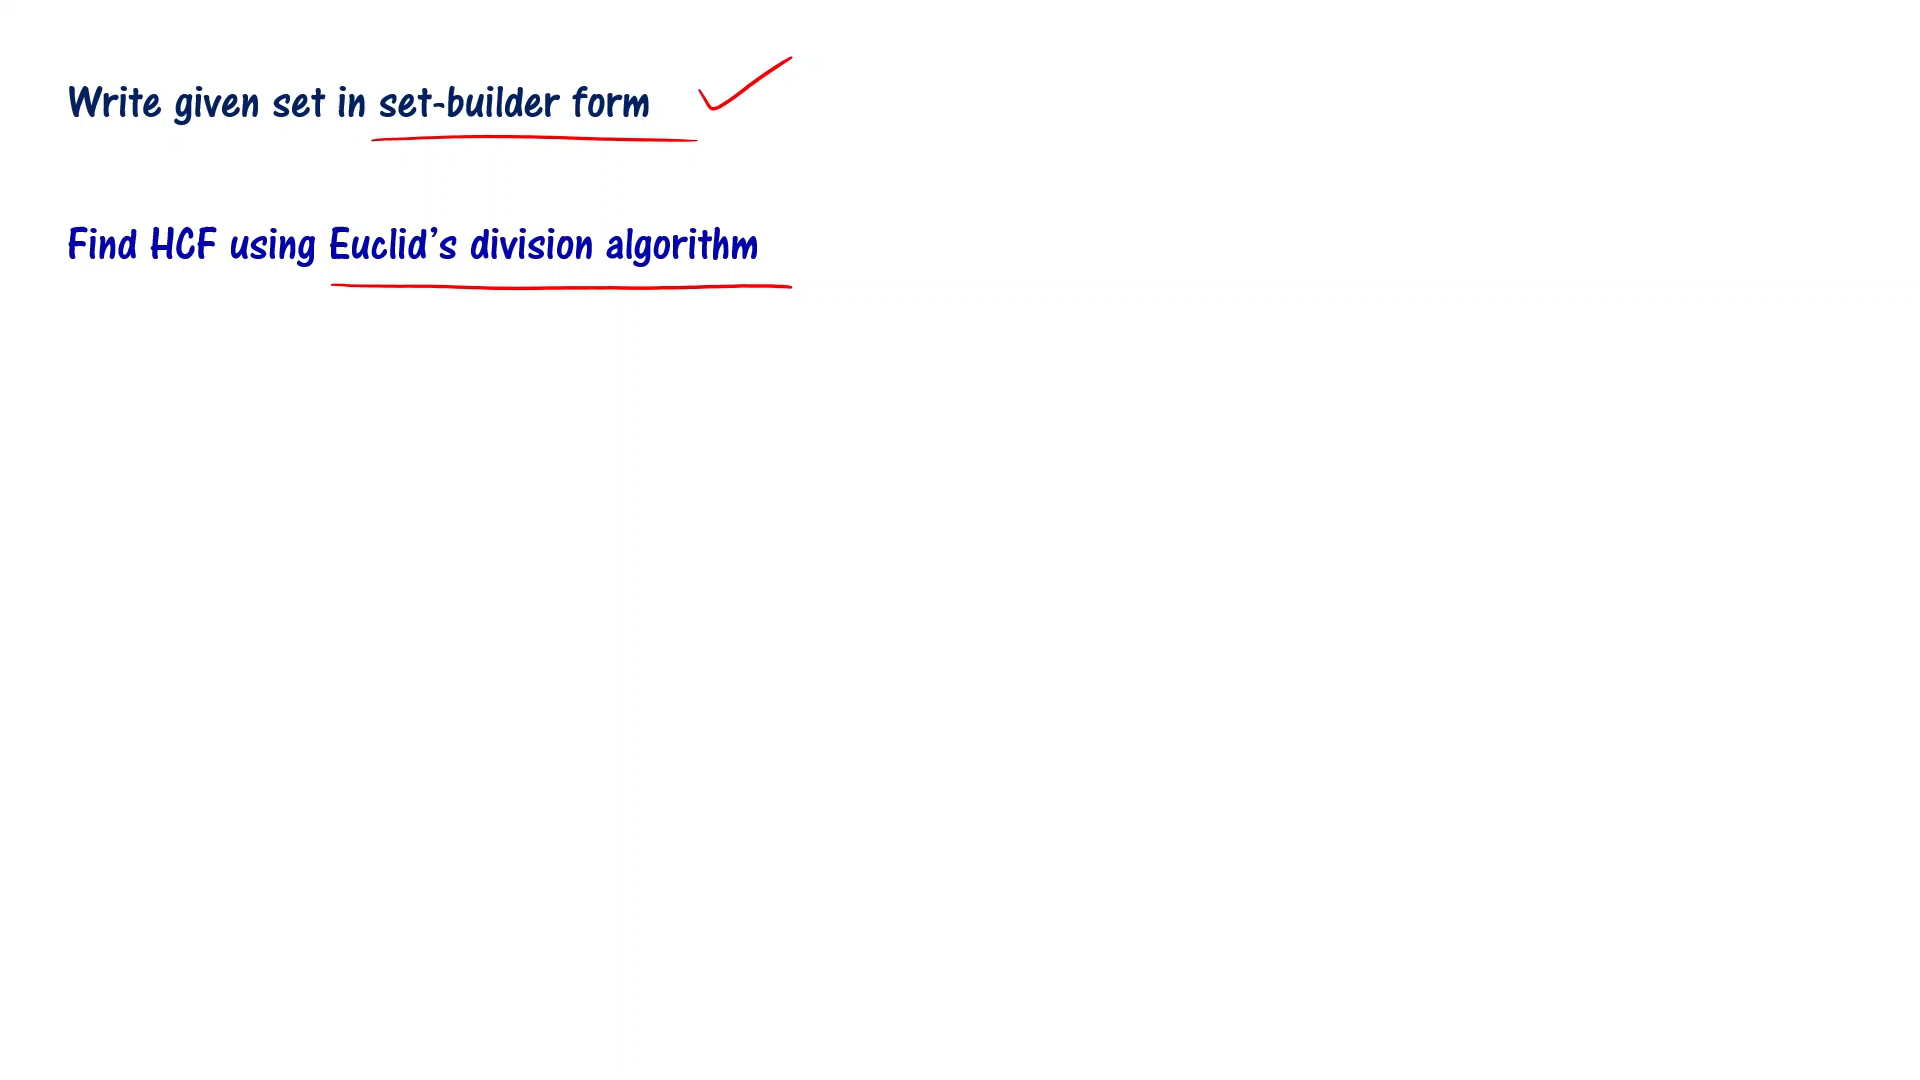 Write given set in set-builder form
Find HCF using Euclid's division algorithm